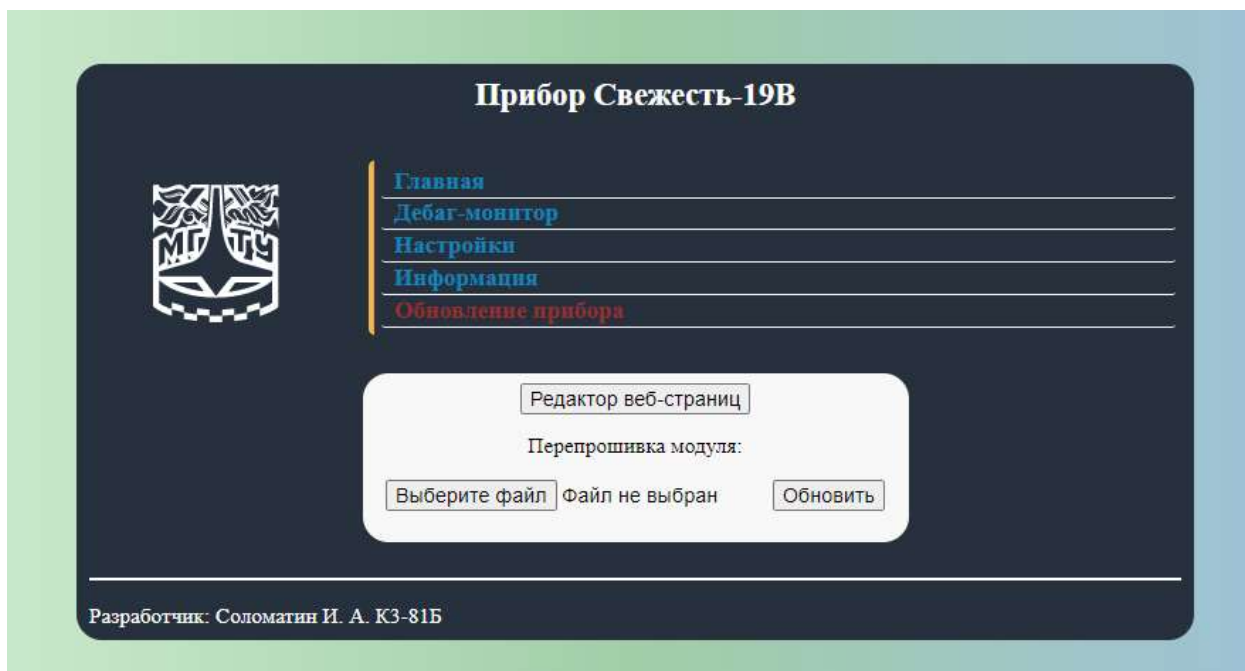 Прибор Свежесть-19В
МГТУ
Главная
Дебаг-монитор
Настройки
Информация
Обновление прибора
Редактор веб-страниц
Перепрошивка модуля:
Выберите файл Файл не выбран Обновить
Разработчик: Соломатин И. А. К3-81Б